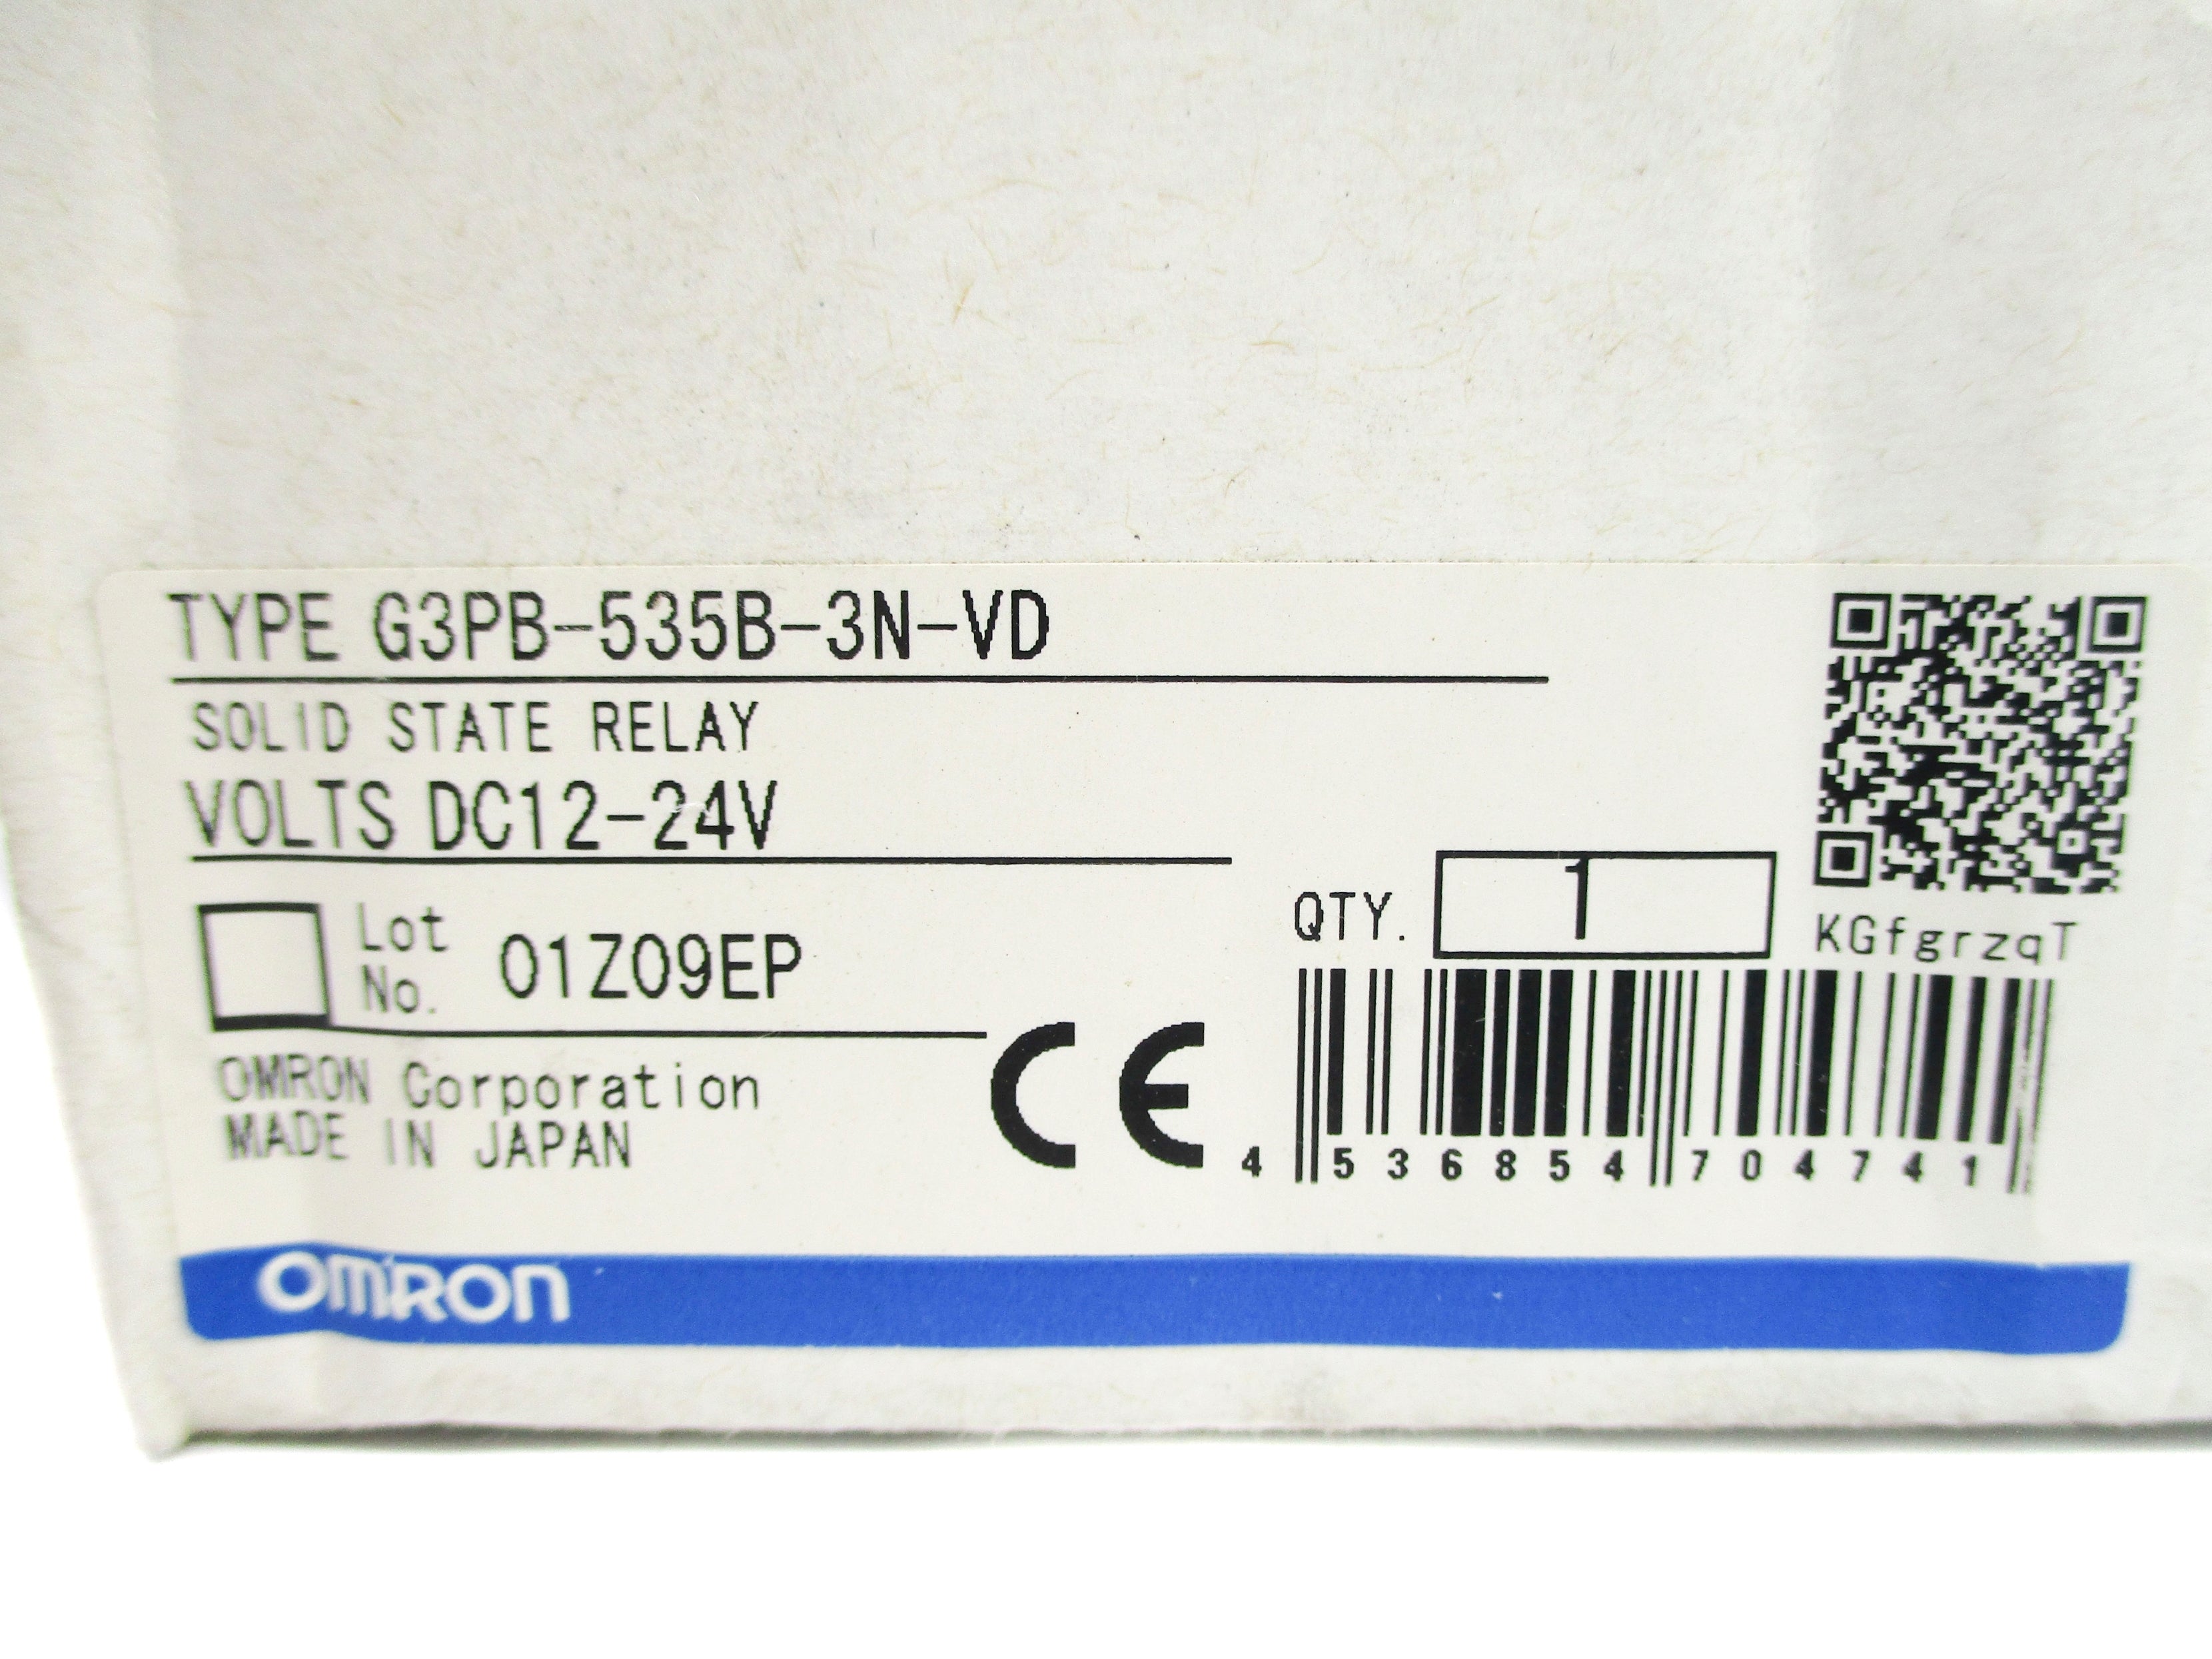 TYPE G3PB-535B-3N-VD
SOLID STATE RELAY
VOLTS DC12-24V
Lot No. 01Z09EP
QTY. 1
KGfgrzqT
OMRON Corporation
MADE IN JAPAN
CE
4 536854 704741
OMRON